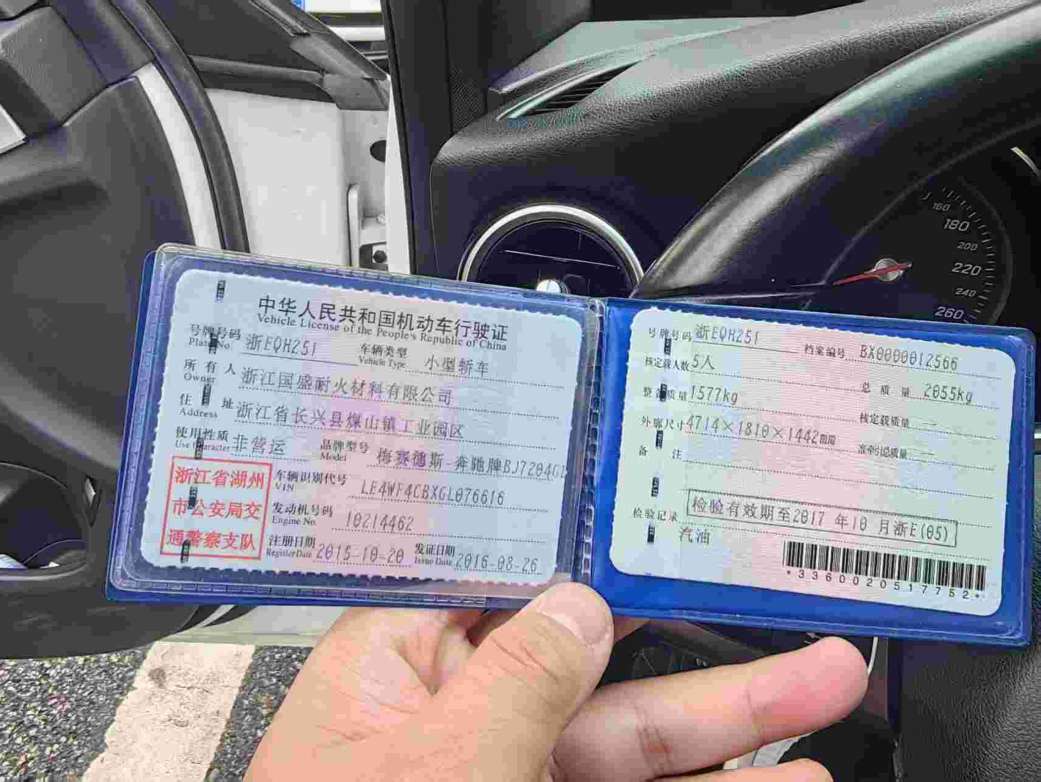 中华人民共和国机动车行驶证
Vehicle License of the People's Republic of China
号牌号码 浙EQH251 车辆类型 小型轿车
Plate No. Vehicle Type
所有人 浙江国盛耐火材料有限公司
Owner
住址 浙江省长兴县煤山镇工业园区
Address
使用性质 非营运 品牌型号 梅赛德斯-奔驰牌BJ7204G
Use Character Model
浙江省湖州
市公安局交
通警察支队
车辆识别代号 LE4WF4CBXGL076616
VIN
发动机号码 10214462
Engine No.
注册日期 2015-10-20 发证日期 2016-08-26
Register Date Issue Date
号牌号码 浙EQH251 档案编号 BX0000012566
核定载人数 5人 总质量 2055kg
整备质量 1577kg 核定载质量 --
外廓尺寸 4714×1810×1442mm 准牵引总质量 --
备注
检验记录 检验有效期至2017年10月浙E(05)
汽油
*3360020517752*
160
180
200
220
240
260